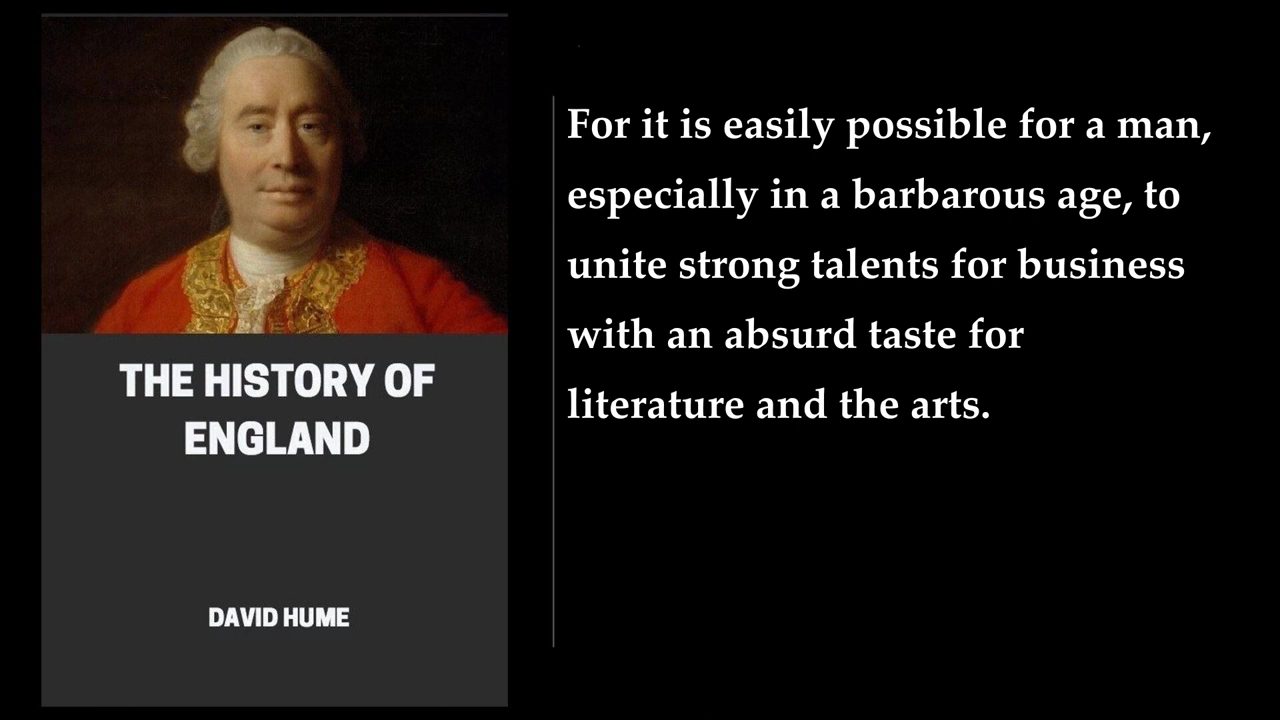 THE HISTORY OF
ENGLAND
DAVID HUME
For it is easily possible for a man,
especially in a barbarous age, to
unite strong talents for business
with an absurd taste for
literature and the arts.